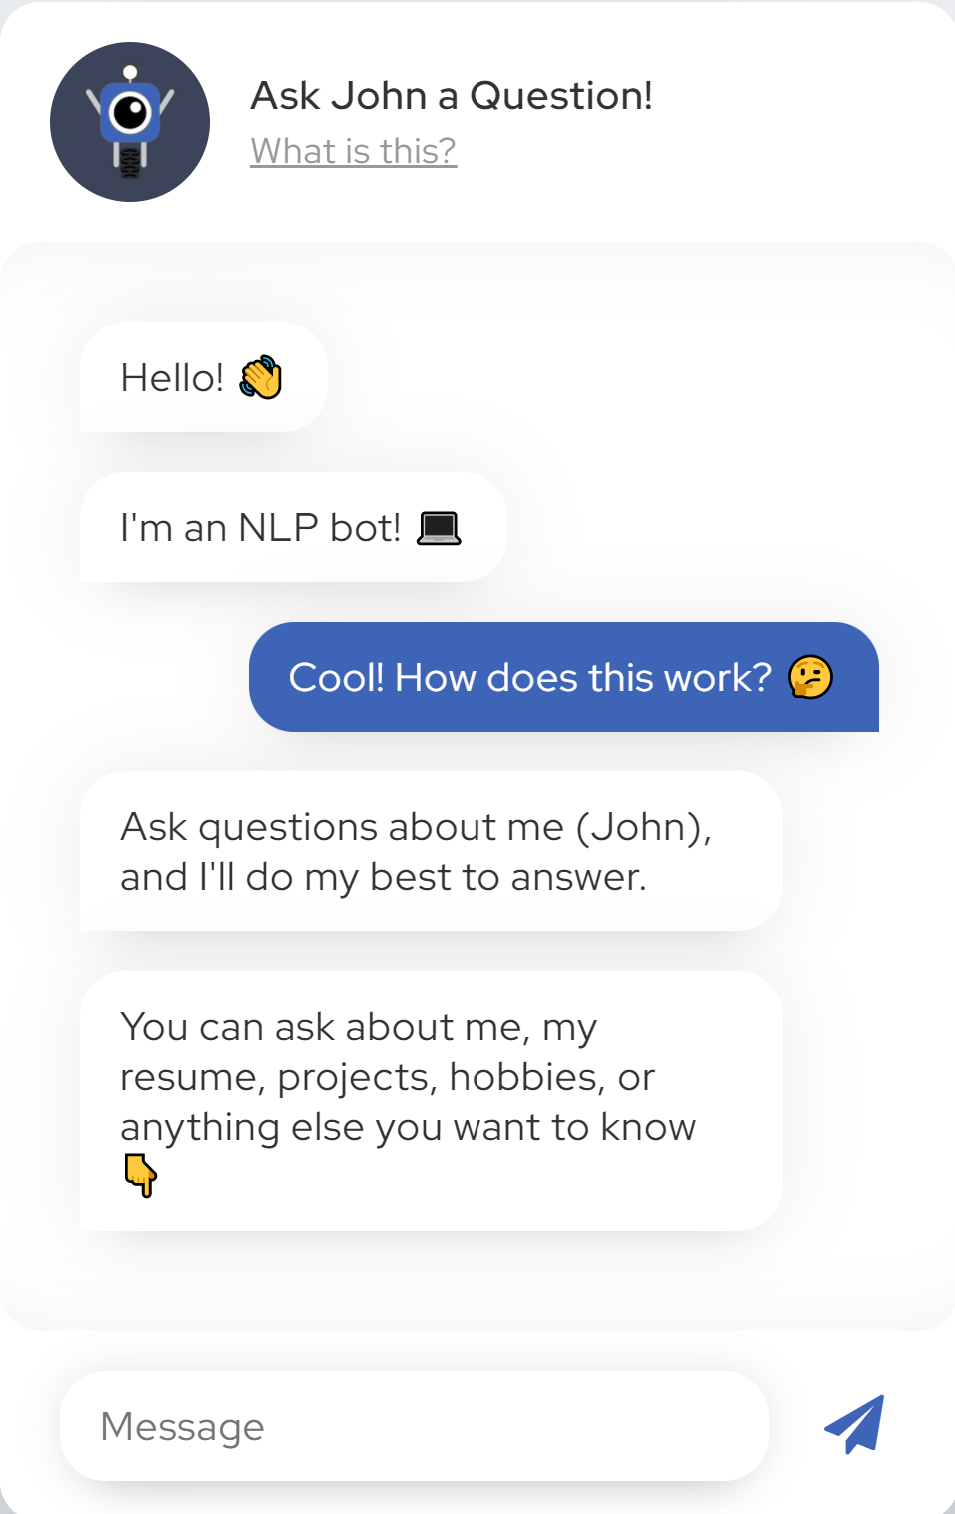 Ask John a Question!
What is this?
Hello! 👋
I'm an NLP bot! 💻
Cool! How does this work? 🤔
Ask questions about me (John),
and I'll do my best to answer.
You can ask about me, my
resume, projects, hobbies, or
anything else you want to know
👇
Message